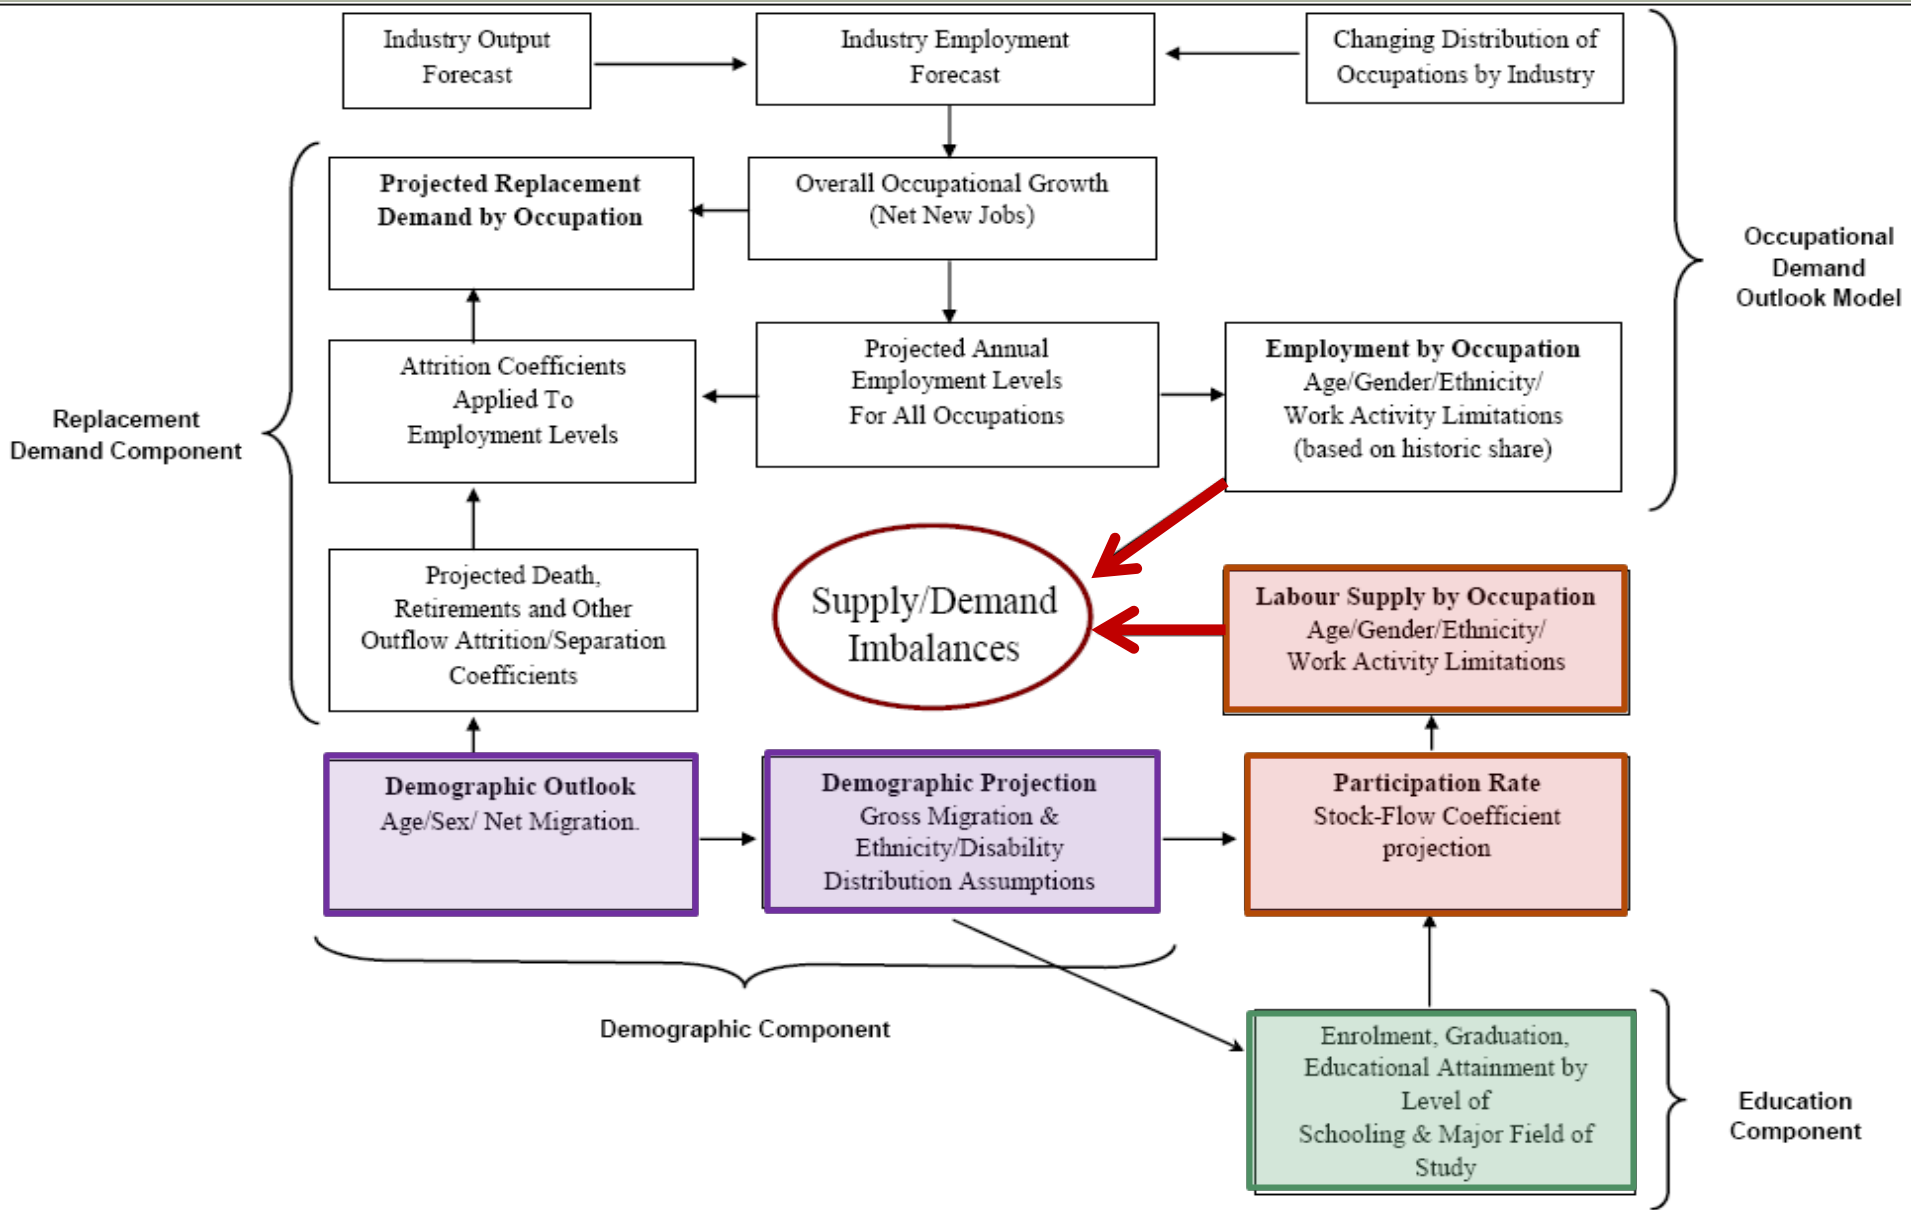 Industry Output
Forecast
Industry Employment
Forecast
Changing Distribution of
Occupations by Industry
Projected Replacement
Demand by Occupation
Overall Occupational Growth
(Net New Jobs)
Occupational
Demand
Outlook Model
Attrition Coefficients
Applied To
Employment Levels
Projected Annual
Employment Levels
For All Occupations
Employment by Occupation
Age/Gender/Ethnicity/
Work Activity Limitations
(based on historic share)
Replacement
Demand Component
Projected Death,
Retirements and Other
Outflow Attrition/Separation
Coefficients
Supply/Demand
Imbalances
Labour Supply by Occupation
Age/Gender/Ethnicity/
Work Activity Limitations
Demographic Outlook
Age/Sex/ Net Migration.
Demographic Projection
Gross Migration &
Ethnicity/Disability
Distribution Assumptions
Participation Rate
Stock-Flow Coefficient
projection
Demographic Component
Enrolment, Graduation,
Educational Attainment by
Level of
Schooling & Major Field of
Study
Education
Component